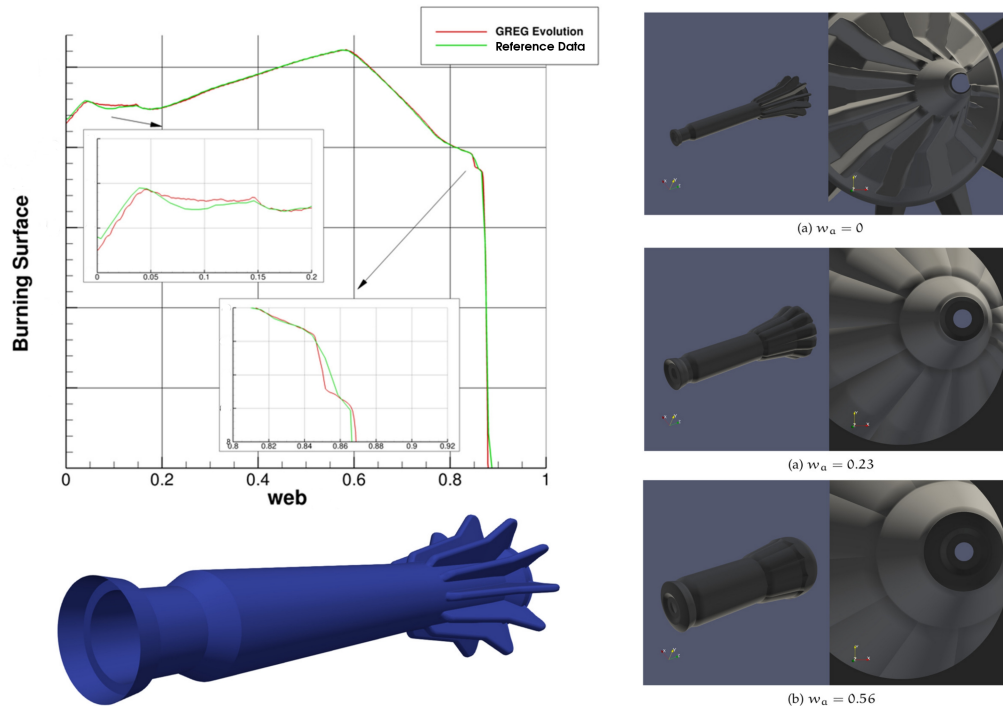 GREG Evolution
Reference Data
Burning Surface
0 0.05 0.1 0.15 0.2
8
0.8 0.82 0.84 0.86 0.88 0.9 0.92
0 0.2 0.4 0.6 0.8 1
web
(a) wₐ = 0
(a) wₐ = 0.23
(b) wₐ = 0.56